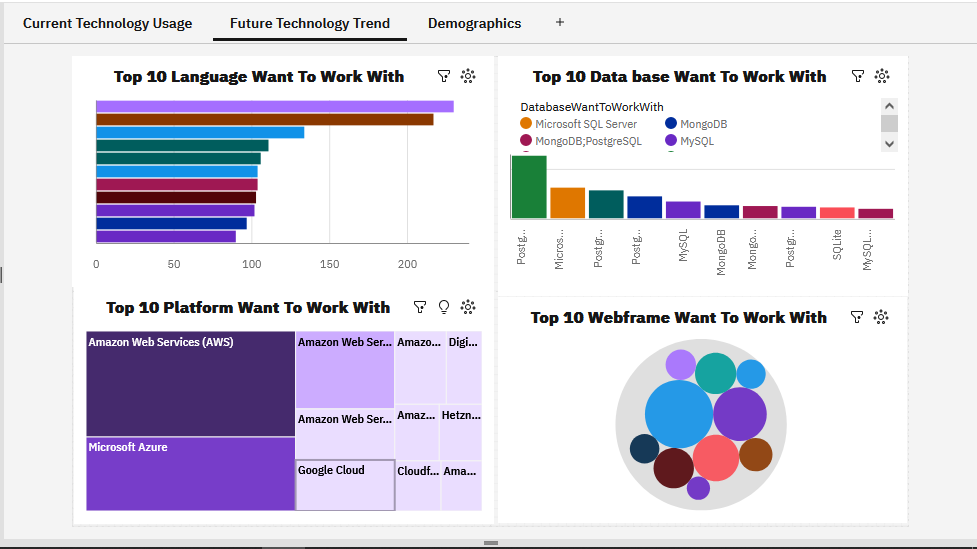 Current Technology Usage
Future Technology Trend
Demographics
+
Top 10 Language Want To Work With
0 50 100 150 200
Top 10 Data base Want To Work With
DatabaseWantToWorkWith
Microsoft SQL Server MongoDB
MongoDB;PostgreSQL MySQL
Postg...
Micros...
Postgr...
Postg...
MySQL
MongoDB
Mongo...
Postgr...
SQLite
MySQL...
Top 10 Platform Want To Work With
Amazon Web Services (AWS)
Microsoft Azure
Amazon Web Ser...
Amazon Web Ser...
Google Cloud
Amazo...
Digi...
Amaz...
Hetzn...
Cloudf...
Ama...
Top 10 Webframe Want To Work With